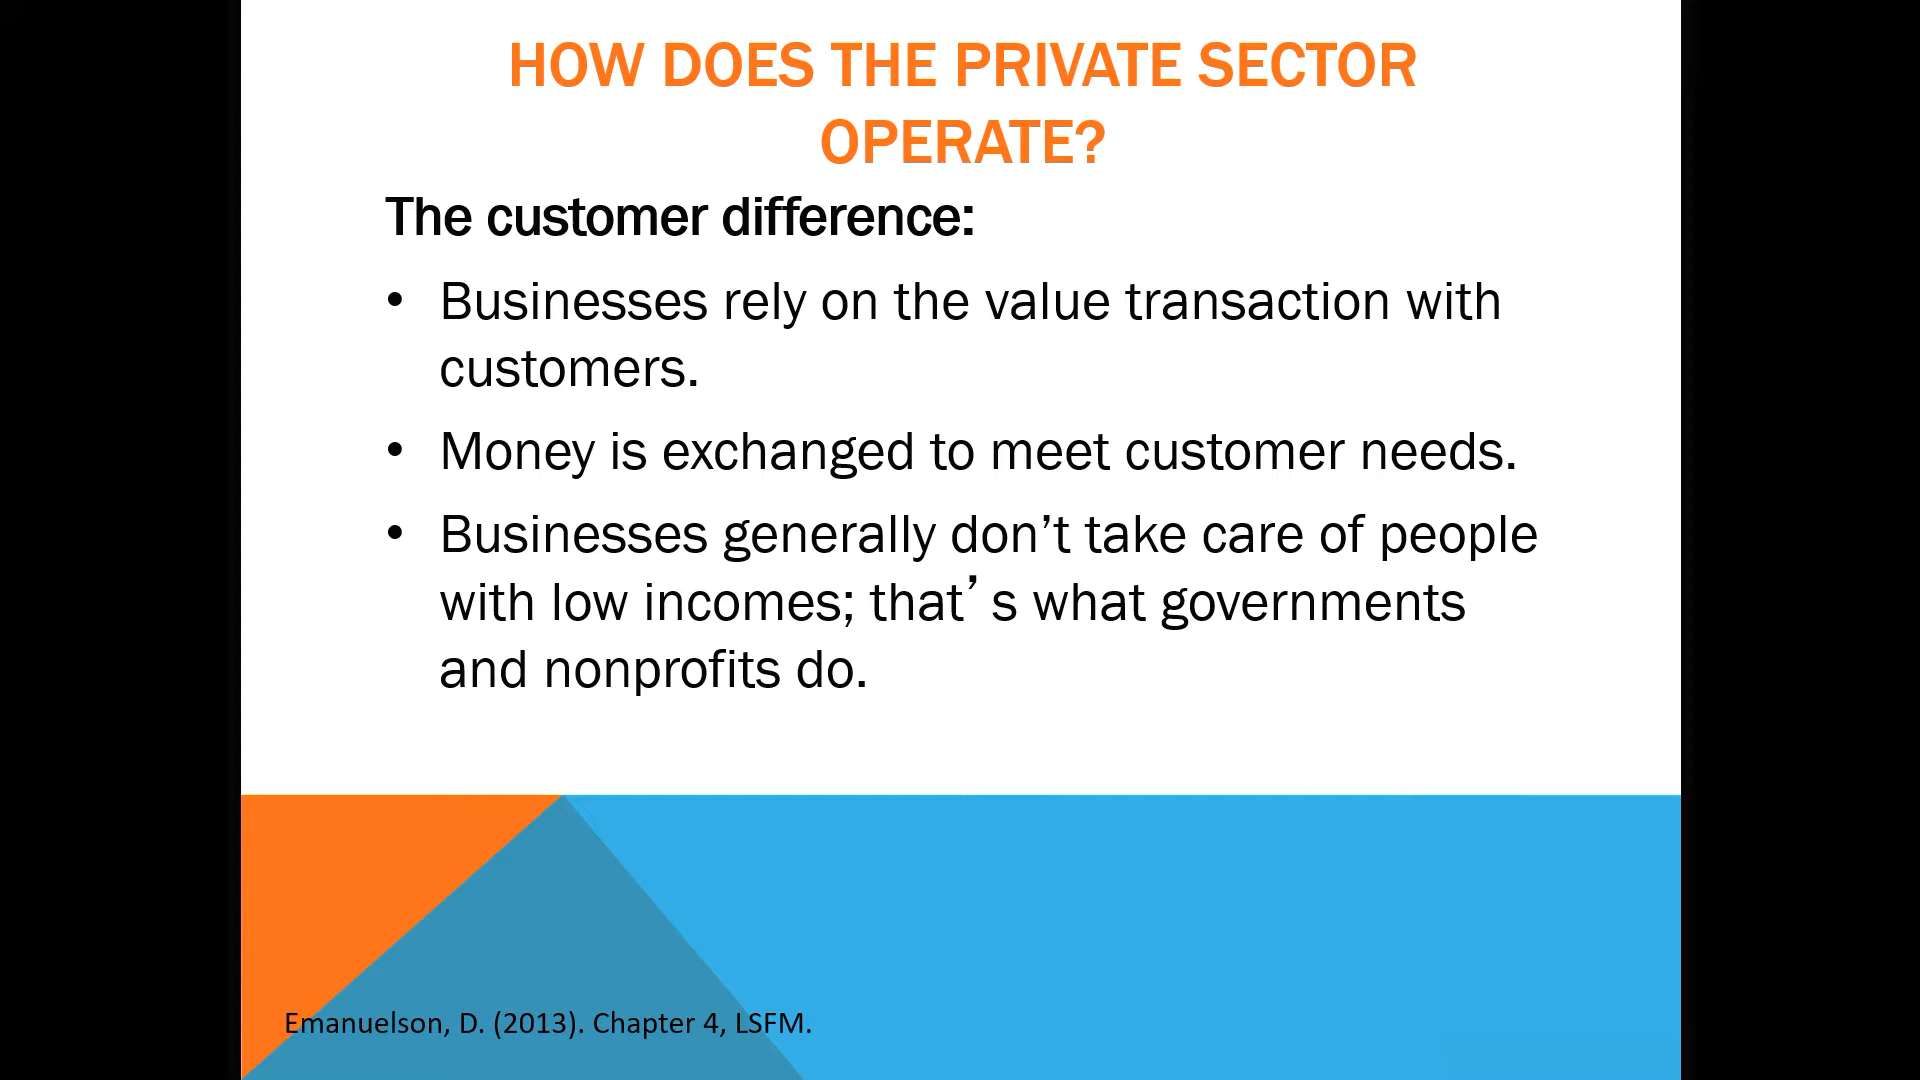 HOW DOES THE PRIVATE SECTOR
OPERATE?
The customer difference:
• Businesses rely on the value transaction with
customers.
• Money is exchanged to meet customer needs.
• Businesses generally don’t take care of people
with low incomes; that’ s what governments
and nonprofits do.
Emanuelson, D. (2013). Chapter 4, LSFM.